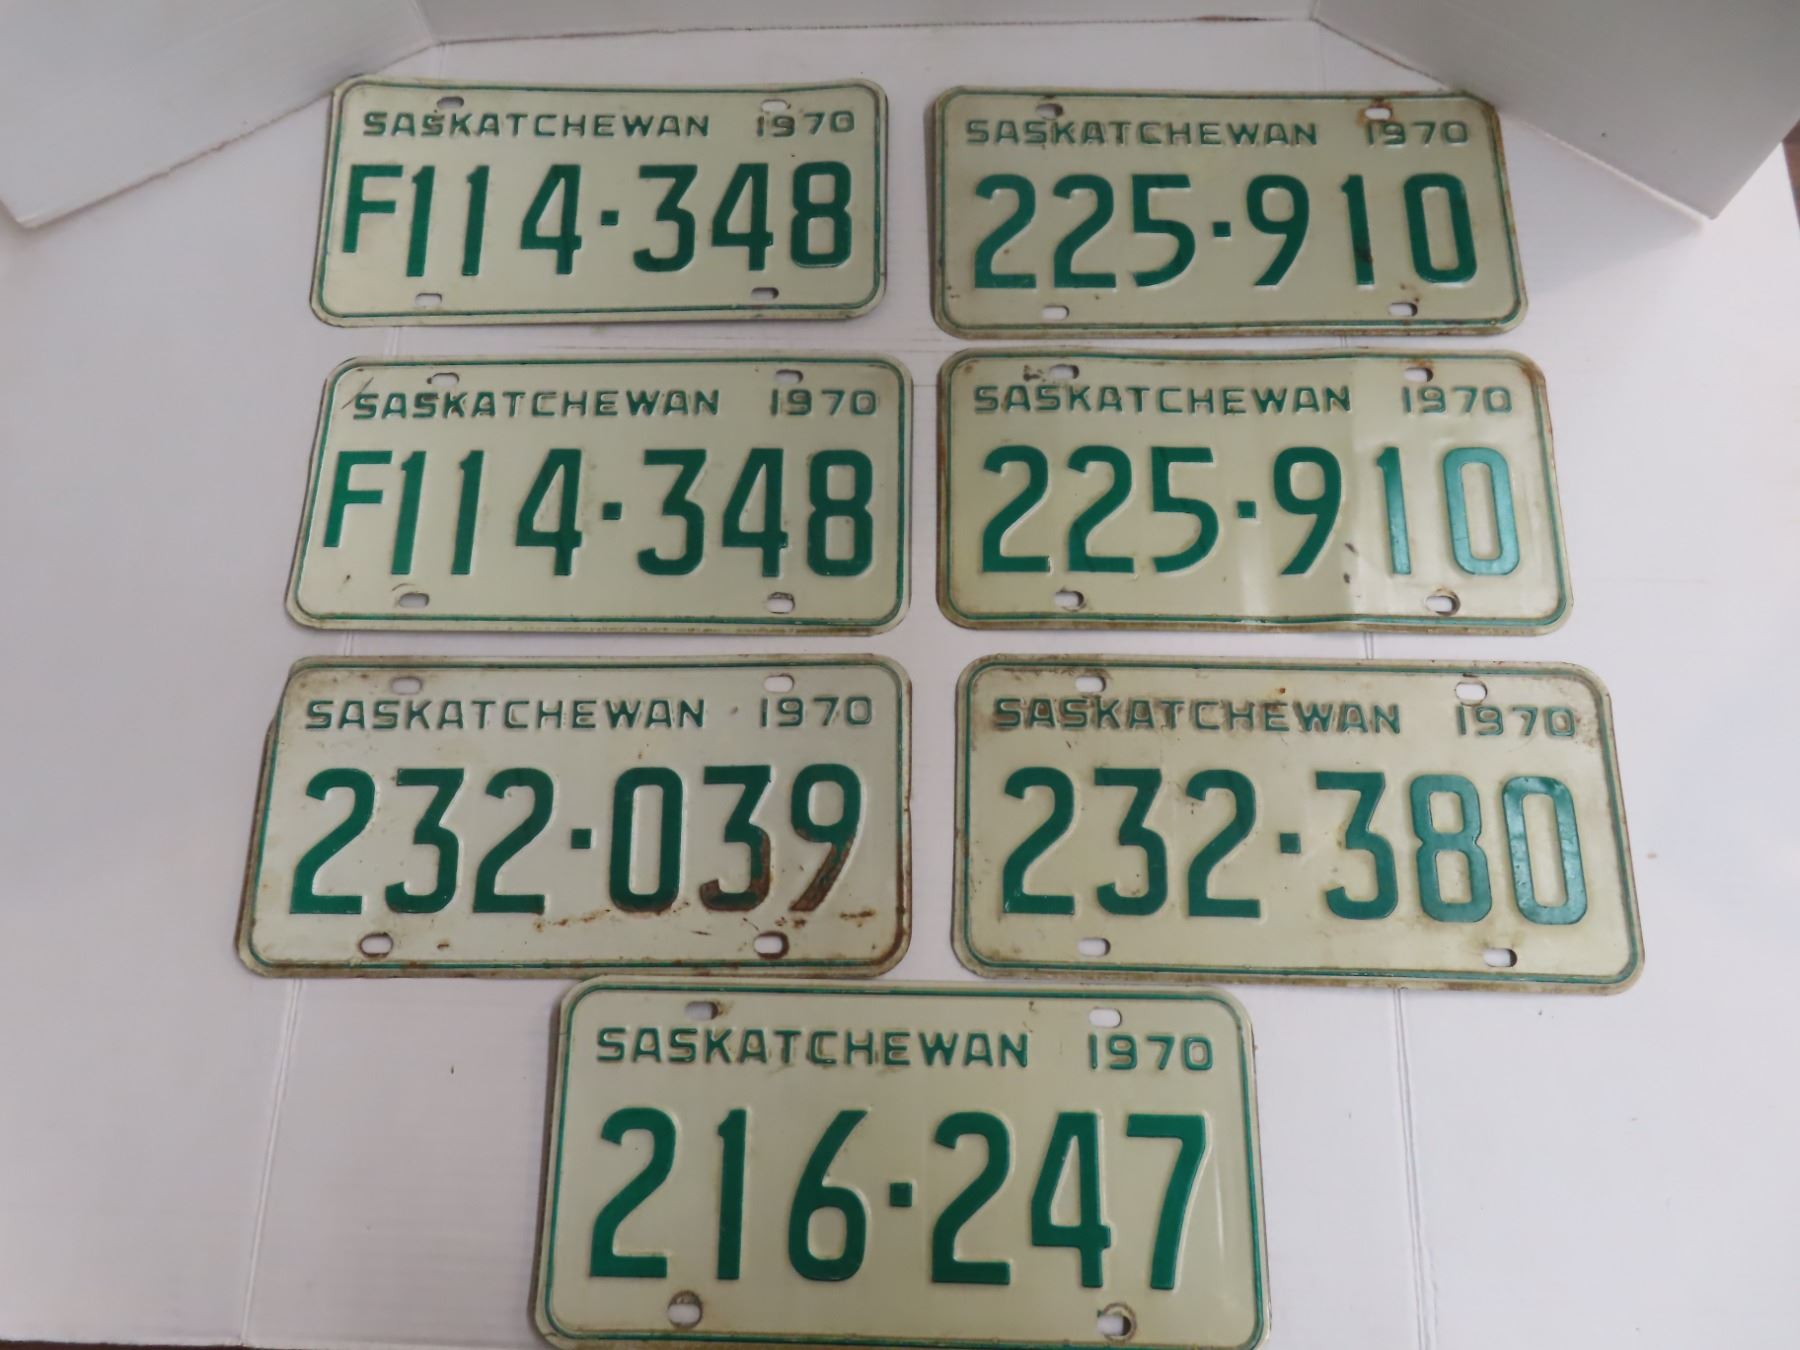 SASKATCHEWAN 1970
F114·348
SASKATCHEWAN 1970
225·910
SASKATCHEWAN 1970
F114·348
SASKATCHEWAN 1970
225·910
SASKATCHEWAN 1970
232·039
SASKATCHEWAN 1970
232·380
SASKATCHEWAN 1970
216·247